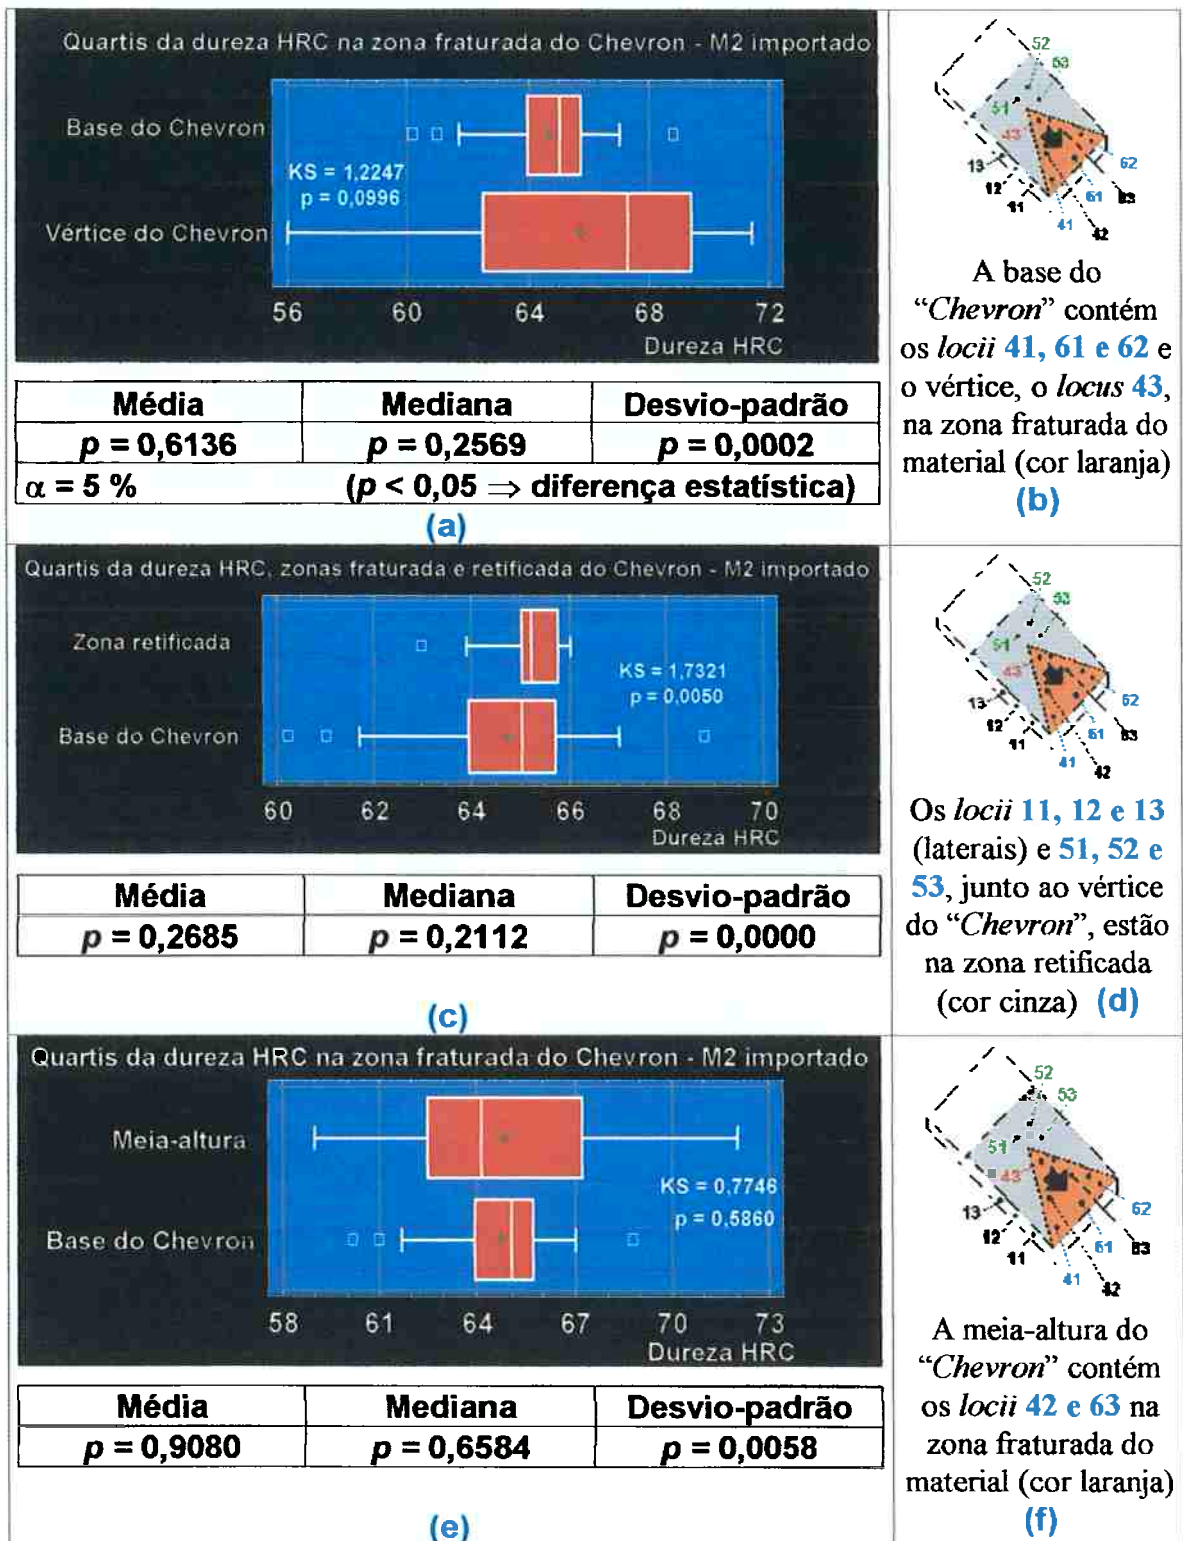 Quartis da dureza HRC na zona fraturada do Chevron - M2 importado
Base do Chevron
KS = 1,2247
p = 0,0996
Vértice do Chevron
56 60 64 68 72
Dureza HRC
Média Mediana Desvio-padrão
p = 0,6136 p = 0,2569 p = 0,0002
α = 5 % (p < 0,05 ⇒ diferença estatística)
(a)
52
53
51
43
13
12
11
62
61
63
41
42
A base do
“Chevron” contém
os locii 41, 61 e 62 e
o vértice, o locus 43,
na zona fraturada do
material (cor laranja)
(b)
Quartis da dureza HRC, zonas fraturada e retificada do Chevron - M2 importado
Zona retificada
KS = 1,7321
p = 0,0050
Base do Chevron
60 62 64 66 68 70
Dureza HRC
Média Mediana Desvio-padrão
p = 0,2685 p = 0,2112 p = 0,0000
(c)
52
53
51
43
13
12
11
62
61
63
41
42
Os locii 11, 12 e 13
(laterais) e 51, 52 e
53, junto ao vértice
do “Chevron”, estão
na zona retificada
(cor cinza) (d)
Quartis da dureza HRC na zona fraturada do Chevron - M2 importado
Meia-altura
KS = 0,7746
p = 0,5860
Base do Chevron
58 61 64 67 70 73
Dureza HRC
Média Mediana Desvio-padrão
p = 0,9080 p = 0,6584 p = 0,0058
(e)
52
53
51
43
13
12
11
62
61
63
41
42
A meia-altura do
“Chevron” contém
os locii 42 e 63 na
zona fraturada do
material (cor laranja)
(f)